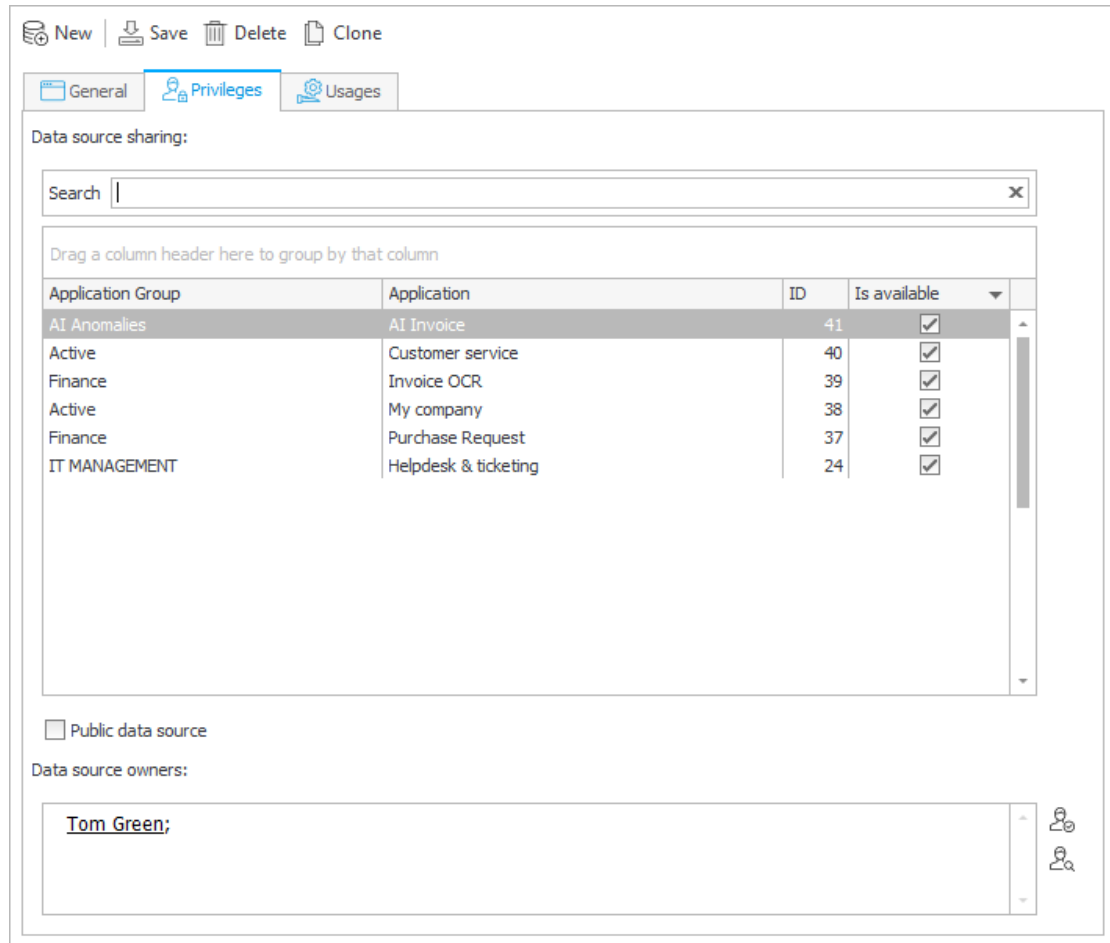 New Save Delete Clone
General Privileges Usages
Data source sharing:
Search
Drag a column header here to group by that column
Application Group Application ID Is available
AI Anomalies AI Invoice 41
Active Customer service 40
Finance Invoice OCR 39
Active My company 38
Finance Purchase Request 37
IT MANAGEMENT Helpdesk & ticketing 24
Public data source
Data source owners:
Tom Green;